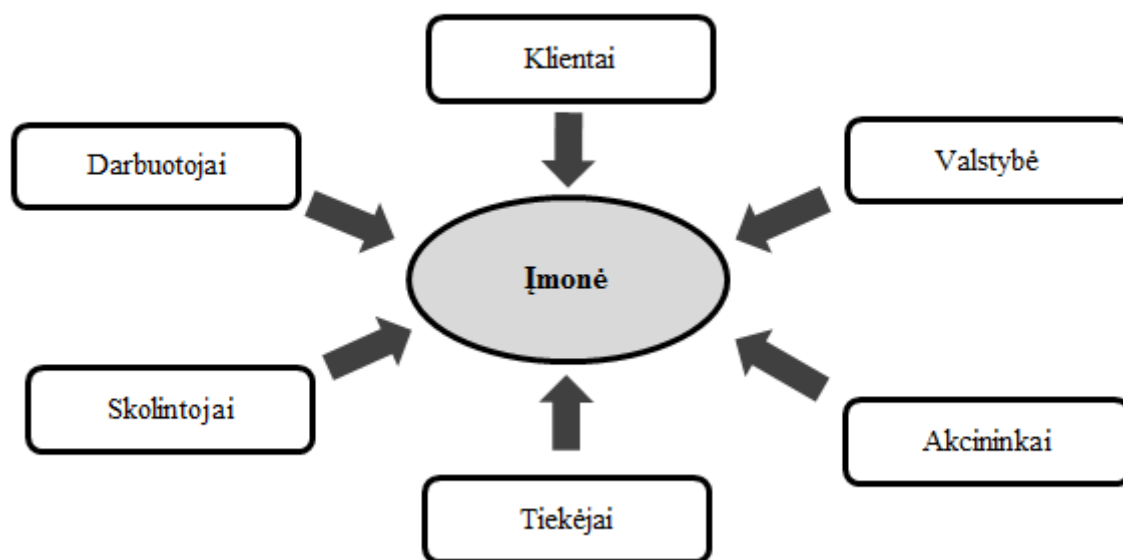 Klientai
Darbuotojai
Valstybė
Įmonė
Skolintojai
Akcininkai
Tiekėjai